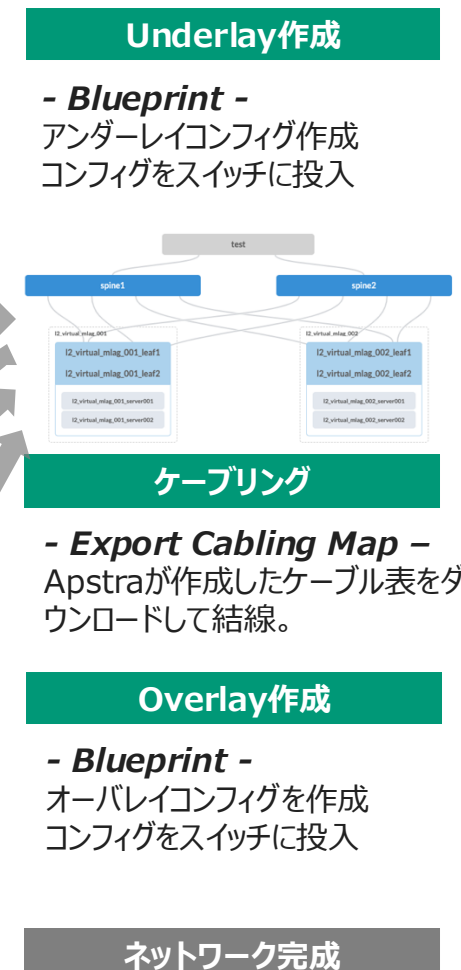 Underlay作成
- Blueprint -
アンダーレイコンフィグ作成
コンフィグをスイッチに投入
test
spine1
spine2
l2_virtual_mlag_001
l2_virtual_mlag_002
l2_virtual_mlag_001_leaf1
l2_virtual_mlag_002_leaf1
l2_virtual_mlag_001_leaf2
l2_virtual_mlag_002_leaf2
l2_virtual_mlag_001_server001
l2_virtual_mlag_002_server001
l2_virtual_mlag_001_server002
l2_virtual_mlag_002_server002
ケーブリング
- Export Cabling Map –
Apstraが作成したケーブル表をダ
ウンロードして結線。
Overlay作成
- Blueprint -
オーバレイコンフィグを作成
コンフィグをスイッチに投入
ネットワーク完成